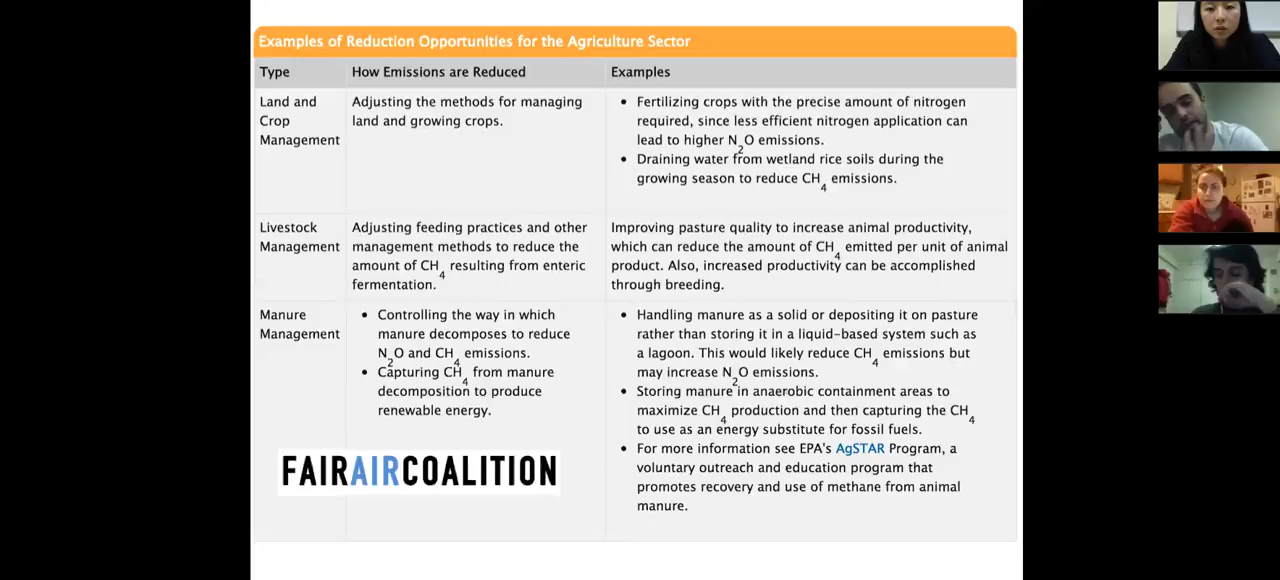 Examples of Reduction Opportunities for the Agriculture Sector
Type
How Emissions are Reduced
Examples
Land and
Crop
Management
Adjusting the methods for managing
land and growing crops.
• Fertilizing crops with the precise amount of nitrogen
required, since less efficient nitrogen application can
lead to higher N2O emissions.
• Draining water from wetland rice soils during the
growing season to reduce CH4 emissions.
Livestock
Management
Adjusting feeding practices and other
management methods to reduce the
amount of CH4 resulting from enteric
fermentation.
Improving pasture quality to increase animal productivity,
which can reduce the amount of CH4 emitted per unit of animal
product. Also, increased productivity can be accomplished
through breeding.
Manure
Management
• Controlling the way in which
manure decomposes to reduce
N2O and CH4 emissions.
• Capturing CH4 from manure
decomposition to produce
renewable energy.
• Handling manure as a solid or depositing it on pasture
rather than storing it in a liquid-based system such as
a lagoon. This would likely reduce CH4 emissions but
may increase N2O emissions.
• Storing manure in anaerobic containment areas to
maximize CH4 production and then capturing the CH4
to use as an energy substitute for fossil fuels.
• For more information see EPA's AgSTAR Program, a
voluntary outreach and education program that
promotes recovery and use of methane from animal
manure.
FAIRAIRCOALITION